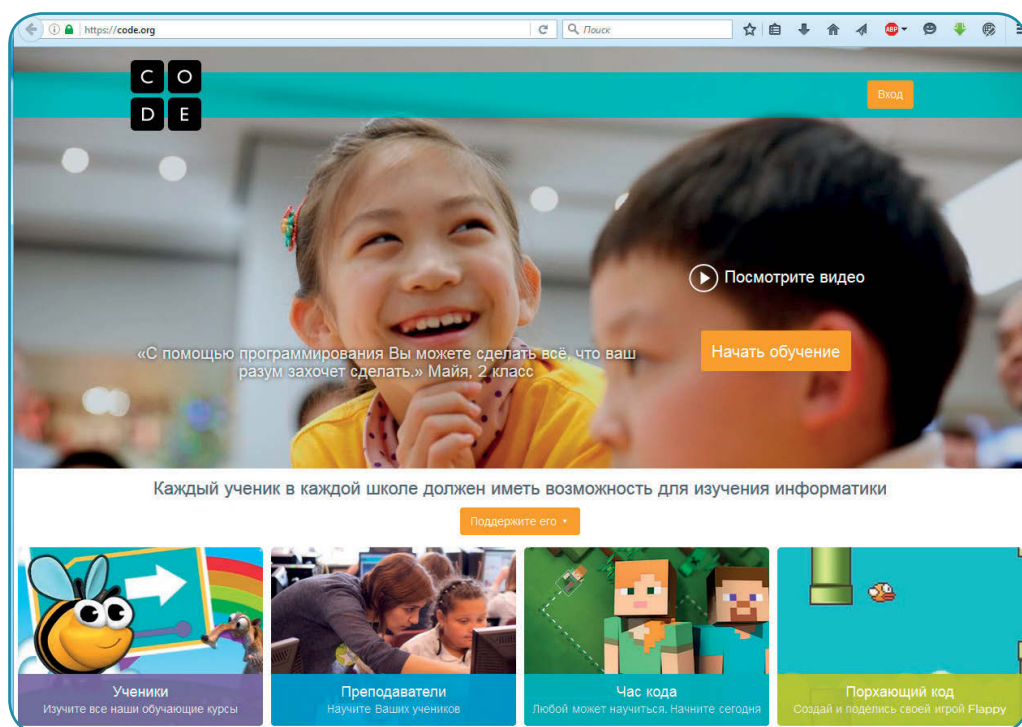 https://code.org
Поиск
ABP
C O
D E
Вход
Посмотрите видео
Начать обучение
«С помощью программирования Вы можете сделать всё, что ваш
разум захочет сделать.» Майя, 2 класс
Каждый ученик в каждой школе должен иметь возможность для изучения информатики
Поддержите его
Ученики
Изучите все наши обучающие курсы
Преподаватели
Научите Ваших учеников
Час кода
Любой может научиться. Начните сегодня
Порхающий код
Создай и поделись своей игрой Flappy